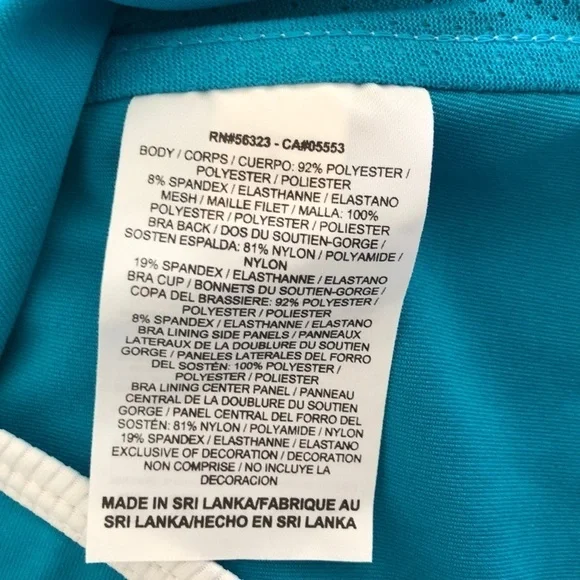 RN#56323 - CA#05553
BODY / CORPS / CUERPO: 92% POLYESTER /
POLYESTER / POLIESTER
8% SPANDEX / ELASTHANNE / ELASTANO
MESH / MAILLE FILET / MALLA: 100%
POLYESTER / POLYESTER / POLIESTER
BRA BACK / DOS DU SOUTIEN-GORGE /
SOSTEN ESPALDA: 81% NYLON / POLYAMIDE /
NYLON
19% SPANDEX / ELASTHANNE / ELASTANO
BRA CUP / BONNETS DU SOUTIEN-GORGE /
COPA DEL BRASSIERE: 92% POLYESTER /
POLYESTER / POLIESTER
8% SPANDEX / ELASTHANNE / ELASTANO
BRA LINING SIDE PANELS / PANNEAUX
LATERAUX DE LA DOUBLURE DU SOUTIEN
GORGE / PANELES LATERALES DEL FORRO
DEL SOSTÉN: 100% POLYESTER /
POLYESTER / POLIESTER
BRA LINING CENTER PANEL / PANNEAU
CENTRAL DE LA DOUBLURE DU SOUTIEN
GORGE / PANEL CENTRAL DEL FORRO DEL
SOSTÉN: 81% NYLON / POLYAMIDE / NYLON
19% SPANDEX / ELASTHANNE / ELASTANO
EXCLUSIVE OF DECORATION / DECORATION
NON COMPRISE / NO INCLUYE LA
DECORACION
MADE IN SRI LANKA/FABRIQUE AU
SRI LANKA/HECHO EN SRI LANKA